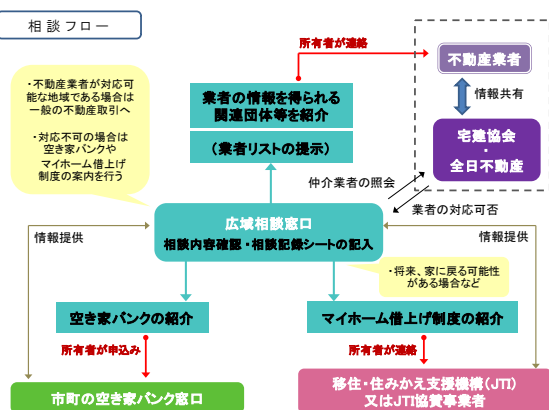 相談フロー
所有者が連絡
不動産業者
・不動産業者が対応可
能な地域である場合は
一般の不動産取引へ
・対応不可の場合は
空き家バンクや
マイホーム借上げ
制度の案内を行う
業者の情報を得られる
関連団体等を紹介
（業者リストの提示）
情報共有
宅建協会
・
全日不動産
仲介業者の照会
業者の対応可否
広域相談窓口
相談内容確認・相談記録シートの記入
情報提供
情報提供
・将来、家に戻る可能性
がある場合など
空き家バンクの紹介
マイホーム借上げ制度の紹介
所有者が申込み
所有者が連絡
市町の空き家バンク窓口
移住・住みかえ支援機構（JTI）
又はJTI協賛事業者